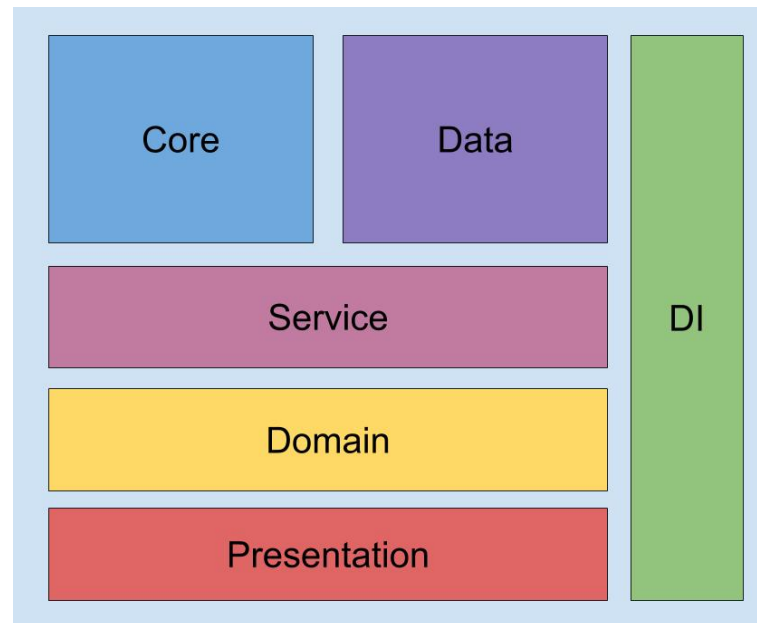 Core
Data
Service
DI
Domain
Presentation